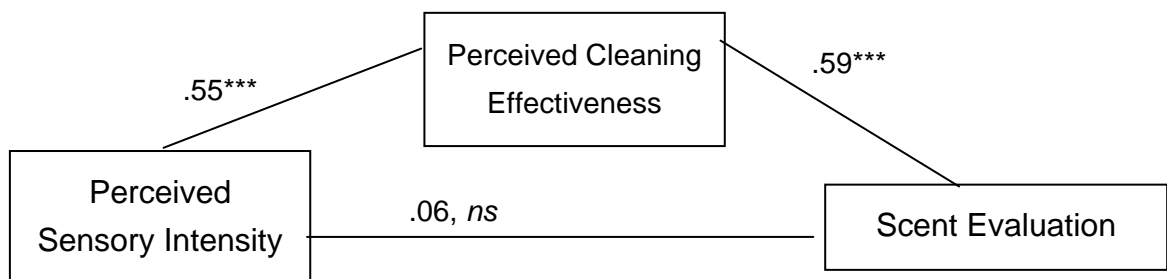 Perceived Cleaning
Effectiveness
.55***
.59***
Perceived
Sensory Intensity
.06, ns
Scent Evaluation